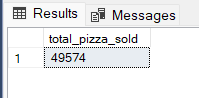 Results Messages
total_pizza_sold
1 49574